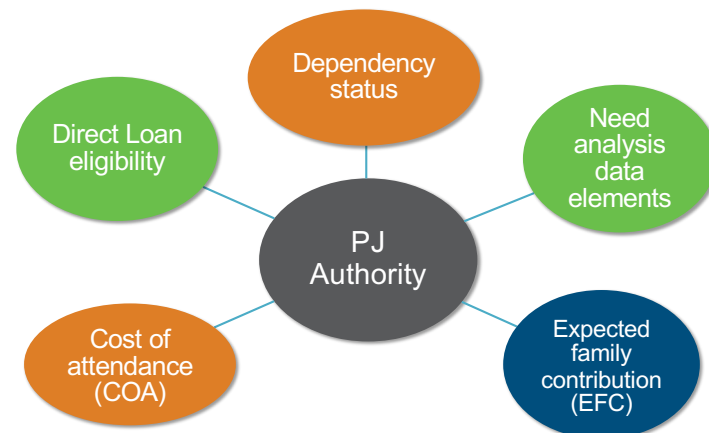 Dependency
status
Direct Loan
eligibility
Need
analysis
data
elements
PJ
Authority
Cost of
attendance
(COA)
Expected
family
contribution
(EFC)